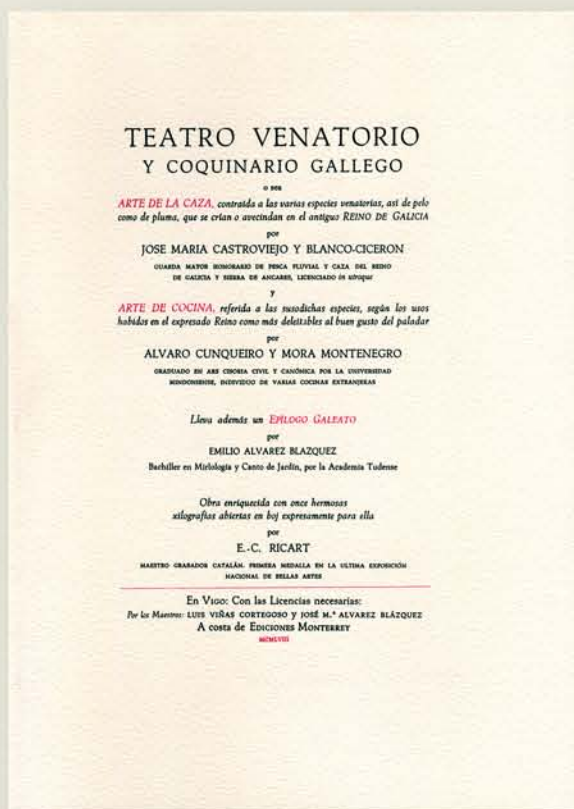 TEATRO VENATORIO
Y COQUINARIO GALLEGO
o sea
ARTE DE LA CAZA, contraída a las varias especies venatorias, así de pelo
como de pluma, que se crían o avecindan en el antiguo REINO DE GALICIA
por
JOSE MARIA CASTROVIEJO Y BLANCO-CICERON
GUARDA MAYOR HONORARIO DE PESCA FLUVIAL Y CAZA DEL REINO
DE GALICIA Y SIERRA DE ANCARES, LICENCIADO in utroque
y
ARTE DE COCINA, referida a las susodichas especies, según los usos
habidos en el expresado Reino como más deleitables al buen gusto del paladar
por
ALVARO CUNQUEIRO Y MORA MONTENEGRO
GRADUADO EN ARS CISORIA CIVIL Y CANÓNICA POR LA UNIVERSIDAD
MINDONIENSE, INDIVIDUO DE VARIAS COCINAS EXTRANJERAS
Lleva además un EPÍLOGO GALEATO
por
EMILIO ALVAREZ BLAZQUEZ
Bachiller en Mirlología y Canto de Jardín, por la Academia Tudense
Obra enriquecida con once hermosas
xilografías abiertas en boj expresamente para ella
por
E.-C. RICART
MAESTRO GRABADOR CATALÁN. PRIMERA MEDALLA EN LA ULTIMA EXPOSICIÓN
NACIONAL DE BELLAS ARTES
En VIGO: Con las Licencias necesarias:
Por los Maestros: LUIS VIÑAS CORTEGOSO y JOSÉ M.ª ALVAREZ BLÁZQUEZ
A costa de EDICIONES MONTERREY
MCMLVIII